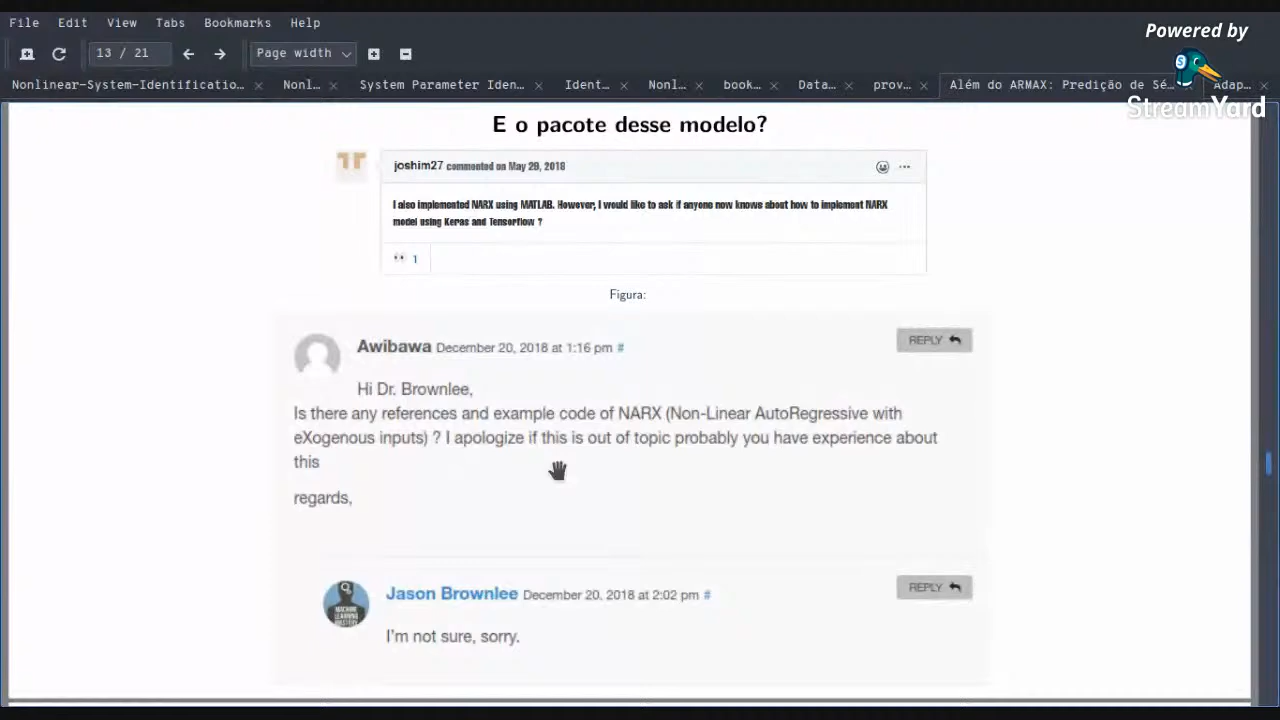 File Edit View Tabs Bookmarks Help
Powered by
13 / 21 Page width
StreamYard
Nonlinear-System-Identificatio… Nonl… System Parameter Iden… Ident… Nonl… book… Data… prov… Além do ARMAX: Predição de Sé… Adap…
E o pacote desse modelo?
joshim27 commented on May 29, 2018
I also implemented NARX using MATLAB. However, I would like to ask if anyone now knows about how to implement NARX
model using Keras and Tensorflow ?
1
Figura:
Awibawa December 20, 2018 at 1:16 pm #
REPLY
Hi Dr. Brownlee,
Is there any references and example code of NARX (Non-Linear AutoRegressive with
eXogenous inputs) ? I apologize if this is out of topic probably you have experience about
this
regards,
Jason Brownlee December 20, 2018 at 2:02 pm #
REPLY
MACHINE
LEARNING
MASTERY
I'm not sure, sorry.